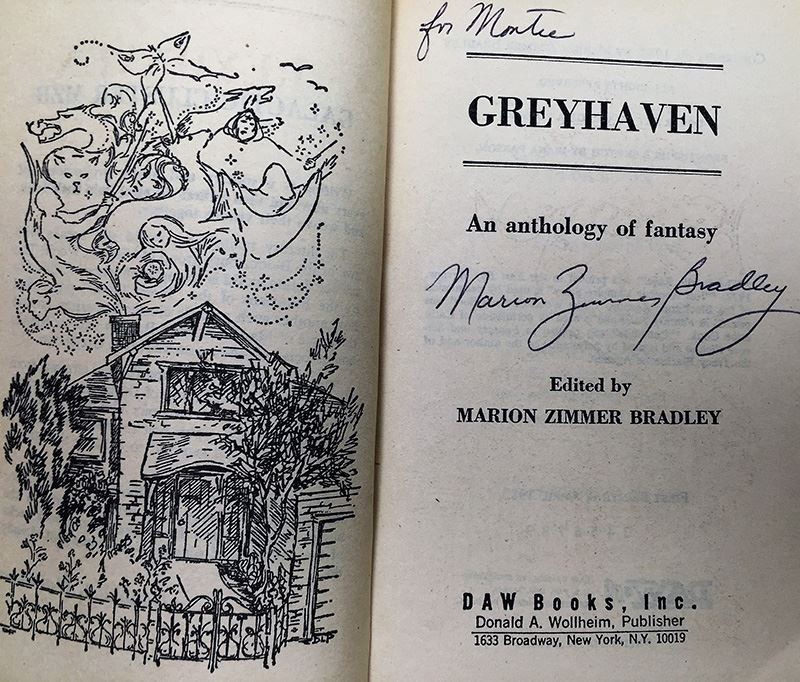 for Montie
GREYHAVEN
An anthology of fantasy
Marion Zimmer Bradley
Edited by
MARION ZIMMER BRADLEY
DAW Books, Inc.
Donald A. Wollheim, Publisher
1633 Broadway, New York, N.Y. 10019